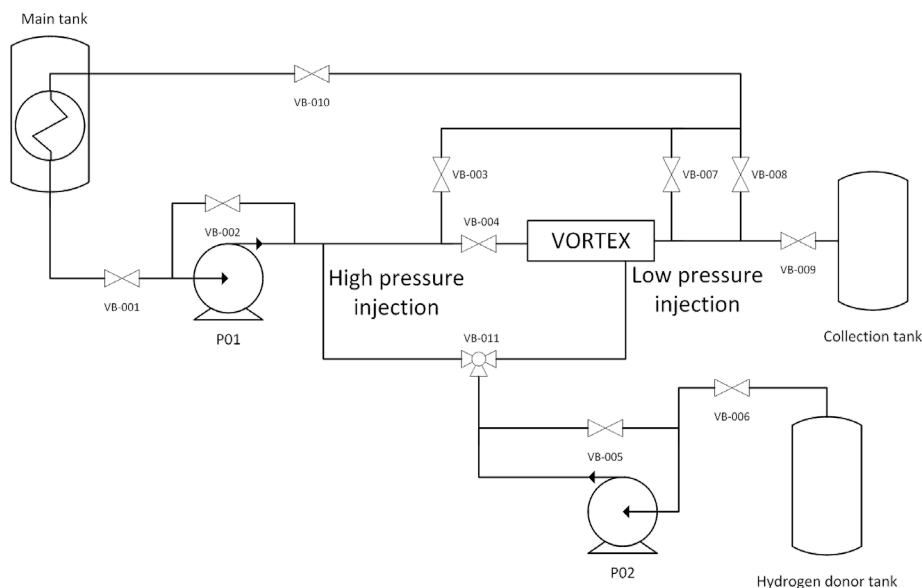 Main tank
VB-010
VB-003
VB-007
VB-008
VB-002
VB-004
VORTEX
VB-009
VB-001
High pressure
injection
Low pressure
injection
P01
VB-011
Collection tank
VB-006
VB-005
P02
Hydrogen donor tank